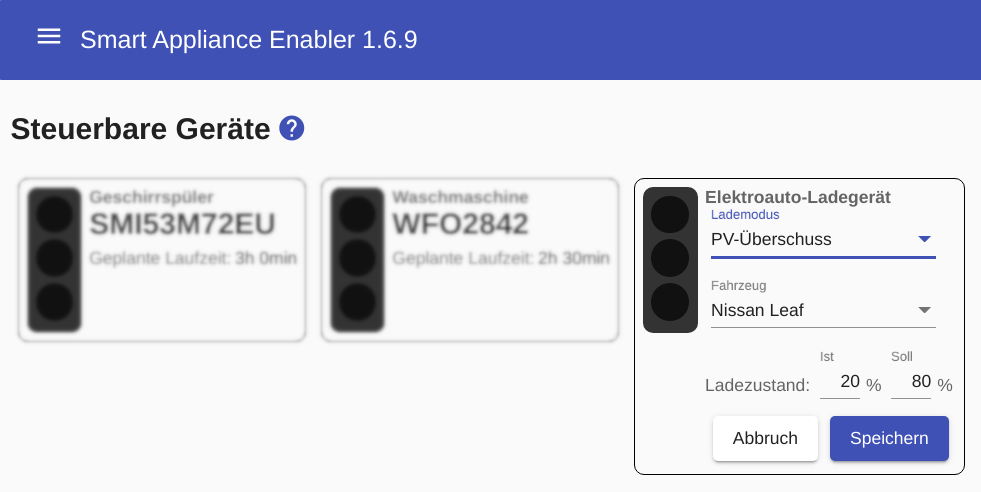 Smart Appliance Enabler 1.6.9
Steuerbare Geräte ?
Geschirrspüler
SMI53M72EU
Geplante Laufzeit: 3h 0min
Waschmaschine
WFO2842
Geplante Laufzeit: 2h 30min
Elektroauto-Ladegerät
Lademodus
PV-Überschuss
Fahrzeug
Nissan Leaf
Ist Soll
Ladezustand: 20 % 80 %
Abbruch Speichern